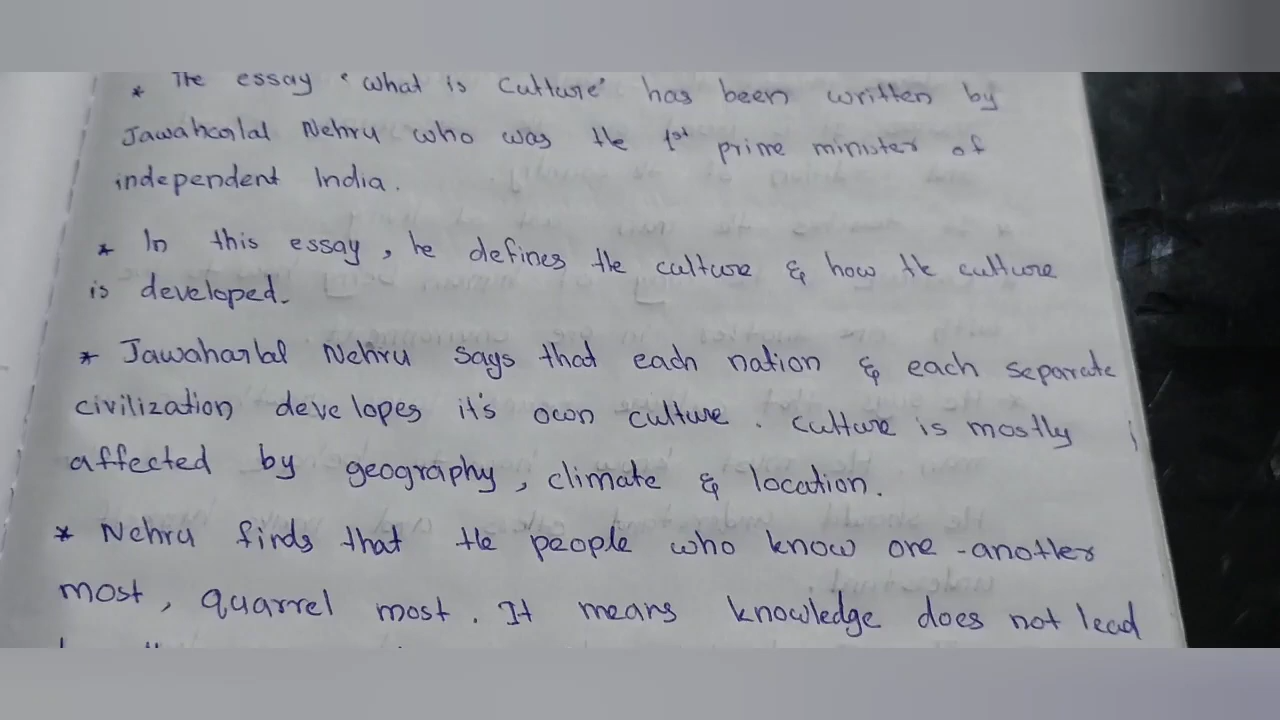 * The essay 'what is Culture' has been written by
Jawaharlal Nehru who was the 1st prime minister of
independent India.
* In this essay, he defines the culture & how the culture
is developed.
* Jawaharlal Nehru says that each nation & each separate
civilization developes it's own culture. Culture is mostly
affected by geography, climate & location.
* Nehru finds that the people who know one-another
most, quarrel most. It means knowledge does not lead